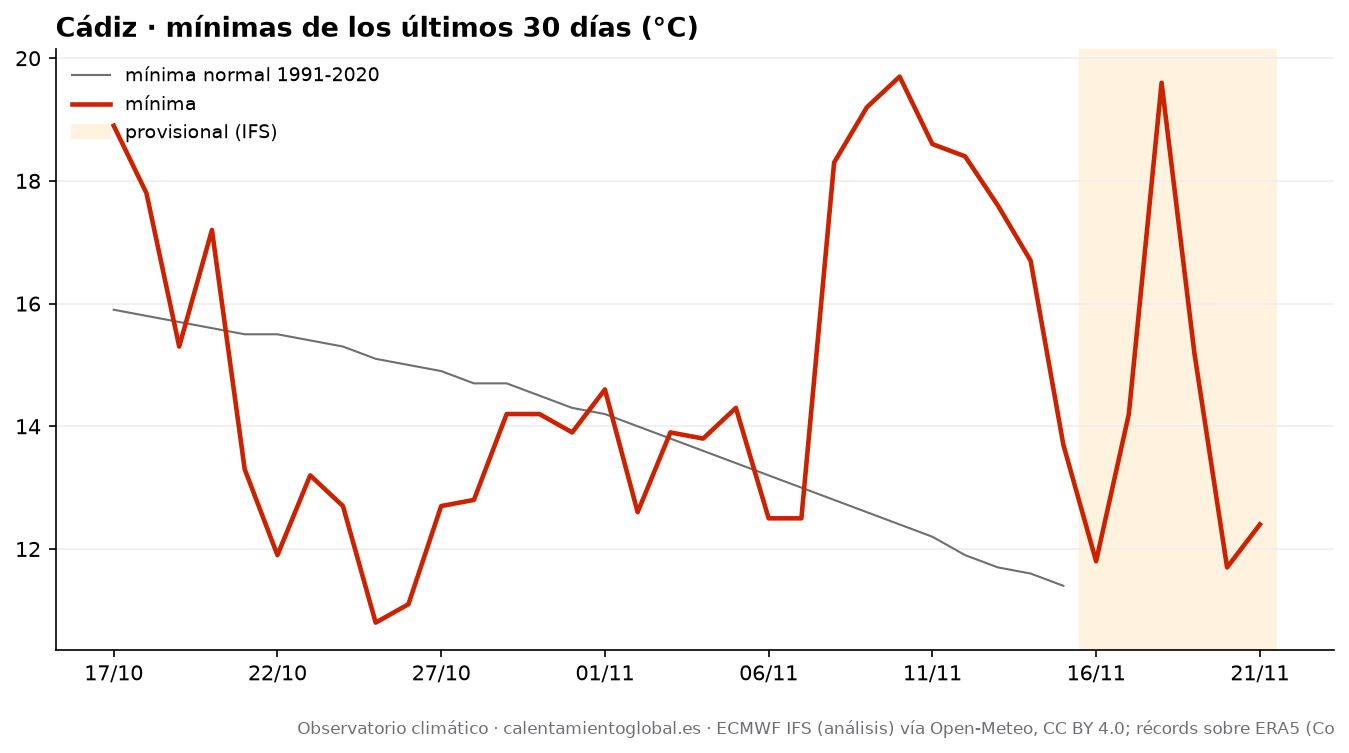 Cádiz · mínimas de los últimos 30 días (°C)
20
18
16
14
12
mínima normal 1991-2020
mínima
provisional (IFS)
17/10 22/10 27/10 01/11 06/11 11/11 16/11 21/11
Observatorio climático · calentamientoglobal.es · ECMWF IFS (análisis) vía Open-Meteo, CC BY 4.0; récords sobre ERA5 (Co